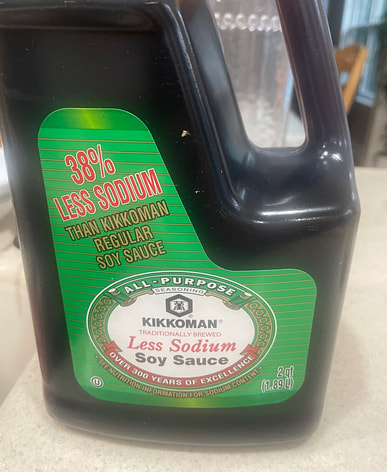 38%
LESS SODIUM
THAN KIKKOMAN
REGULAR
SOY SAUCE
ALL-PURPOSE
SEASONING
KIKKOMAN®
TRADITIONALLY BREWED
Less Sodium
Soy Sauce
OVER 300 YEARS OF EXCELLENCE
SEE NUTRITION INFORMATION FOR SODIUM CONTENT
2 qt
(1.89 L)